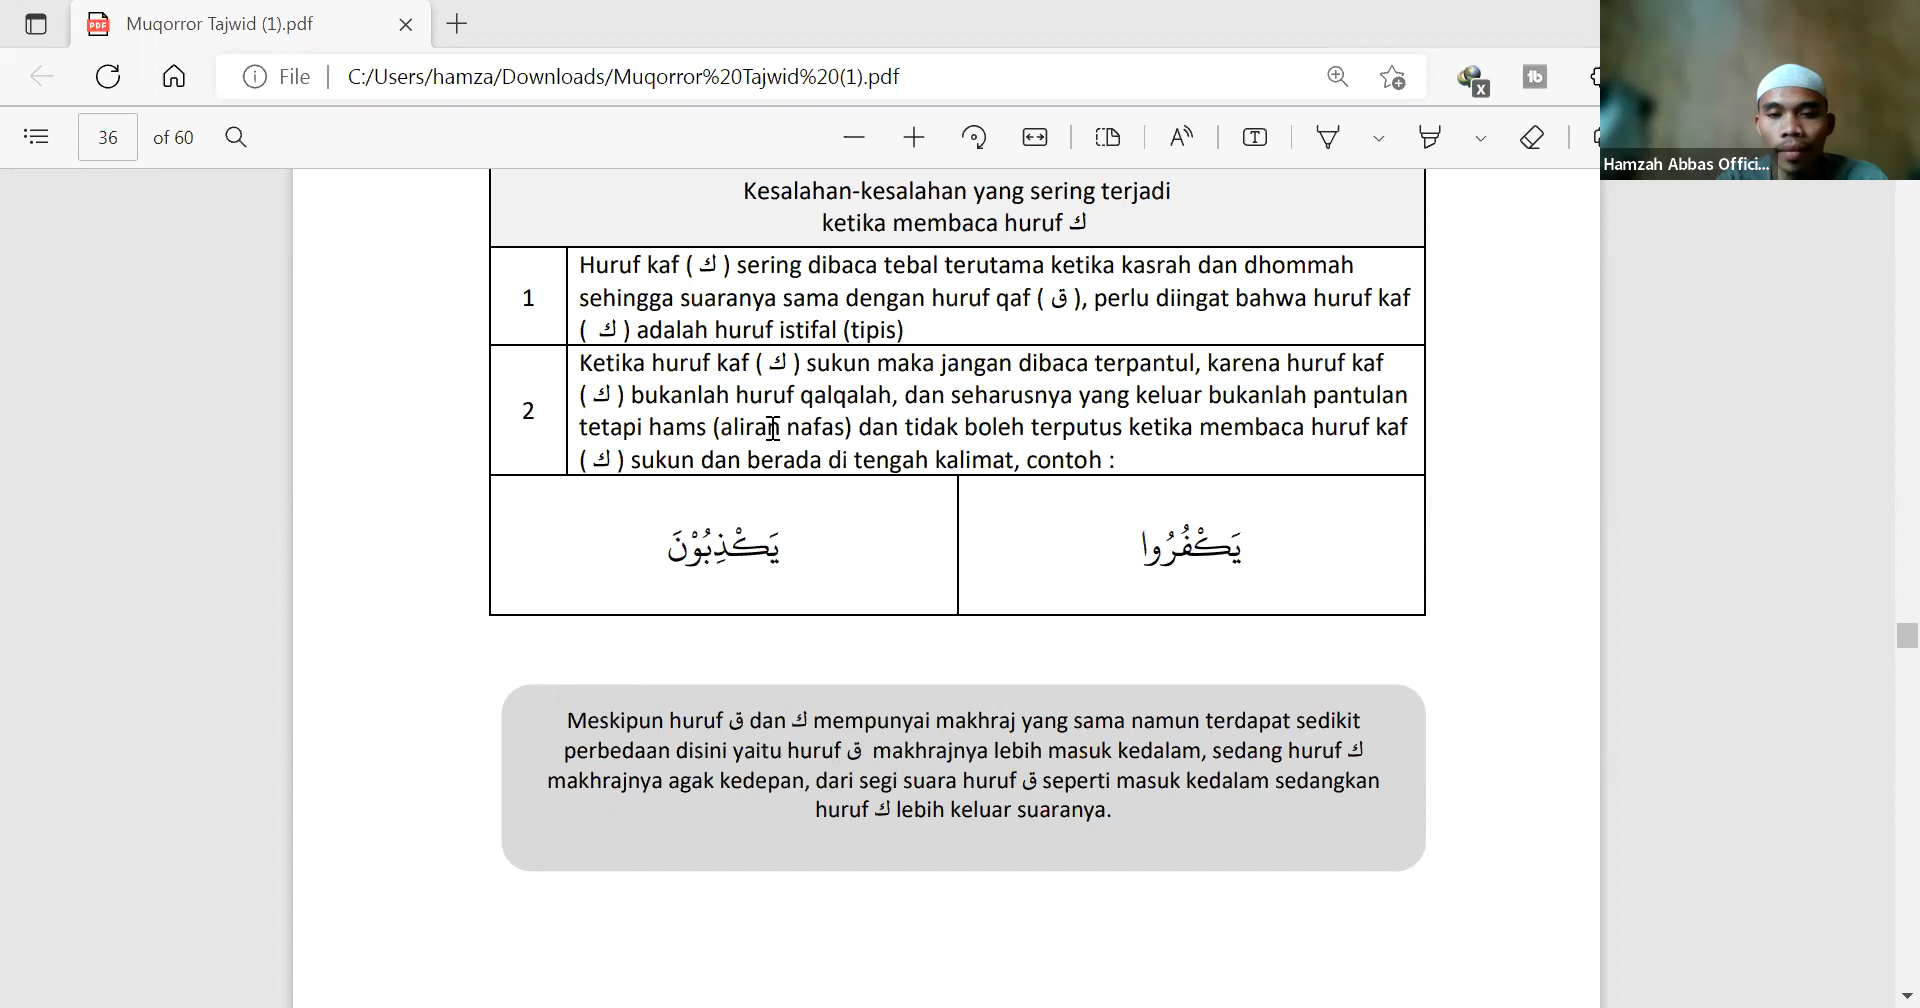 Muqorror Tajwid (1).pdf
File
C:/Users/hamza/Downloads/Muqorror%20Tajwid%20(1).pdf
36 of 60
Hamzah Abbas Offici...
Kesalahan-kesalahan yang sering terjadi
ketika membaca huruf ك
1
Huruf kaf ( ك ) sering dibaca tebal terutama ketika kasrah dan dhommah
sehingga suaranya sama dengan huruf qaf ( ق ), perlu diingat bahwa huruf kaf
( ك ) adalah huruf istifal (tipis)
2
Ketika huruf kaf ( ك ) sukun maka jangan dibaca terpantul, karena huruf kaf
( ك ) bukanlah huruf qalqalah, dan seharusnya yang keluar bukanlah pantulan
tetapi hams (aliran nafas) dan tidak boleh terputus ketika membaca huruf kaf
( ك ) sukun dan berada di tengah kalimat, contoh :
يَكْذِبُوْنَ
يَكْفُرُوا
Meskipun huruf ق dan ك mempunyai makhraj yang sama namun terdapat sedikit
perbedaan disini yaitu huruf ق makhrajnya lebih masuk kedalam, sedang huruf ك
makhrajnya agak kedepan, dari segi suara huruf ق seperti masuk kedalam sedangkan
huruf ك lebih keluar suaranya.